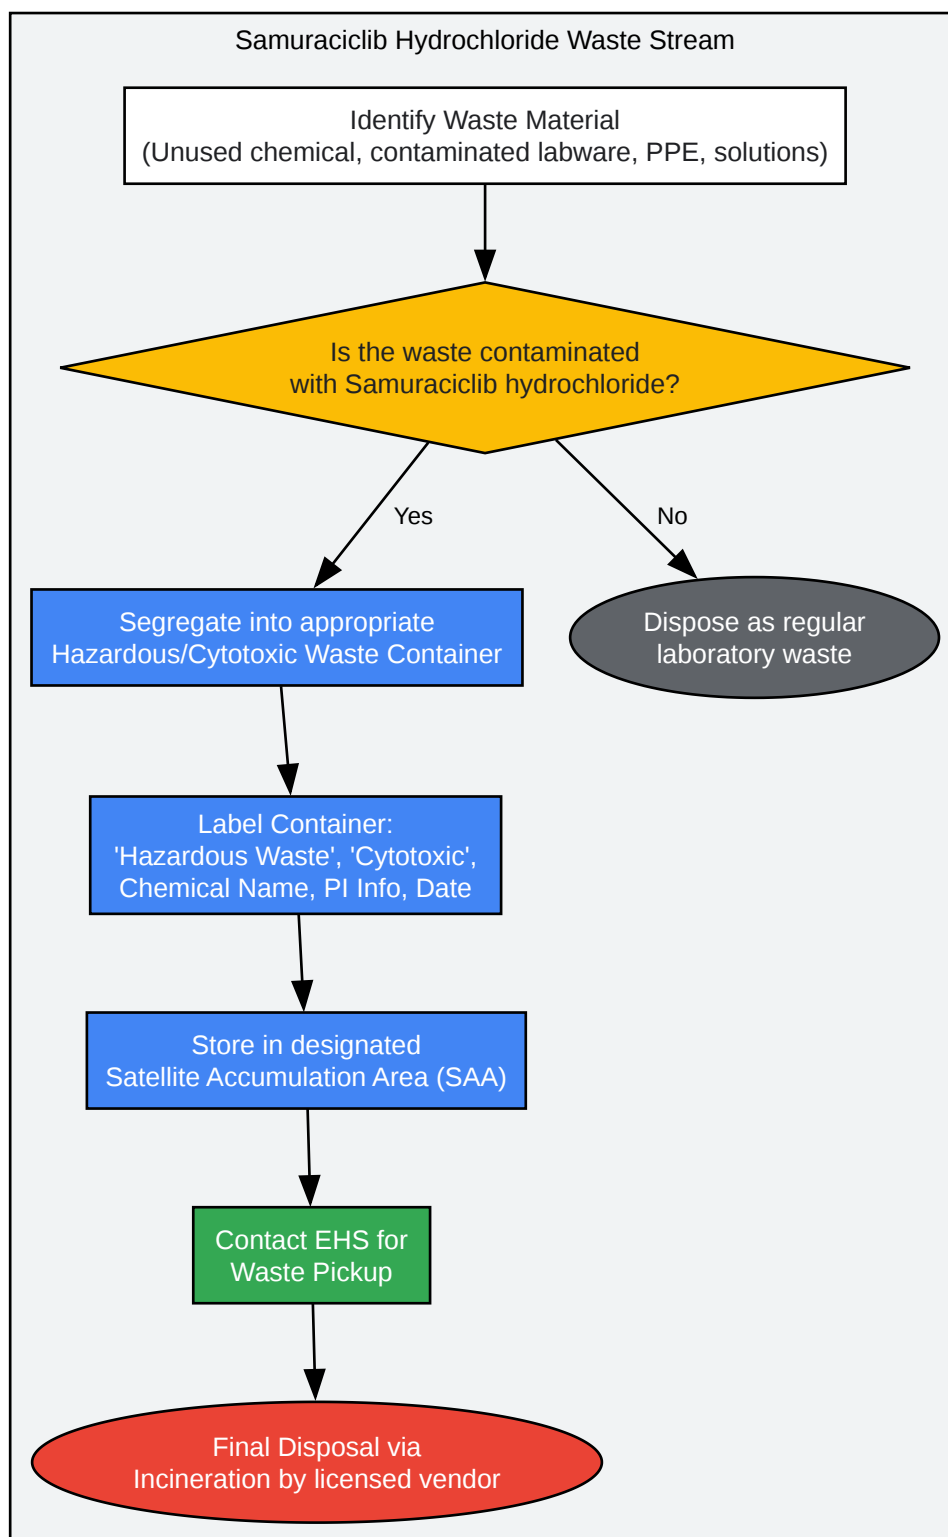 Samuraciclib Hydrochloride Waste Stream
Identify Waste Material
(Unused chemical, contaminated labware, PPE, solutions)
Is the waste contaminated
with Samuraciclib hydrochloride?
Yes
No
Segregate into appropriate
Hazardous/Cytotoxic Waste Container
Dispose as regular
laboratory waste
Label Container:
'Hazardous Waste', 'Cytotoxic',
Chemical Name, PI Info, Date
Store in designated
Satellite Accumulation Area (SAA)
Contact EHS for
Waste Pickup
Final Disposal via
Incineration by licensed vendor